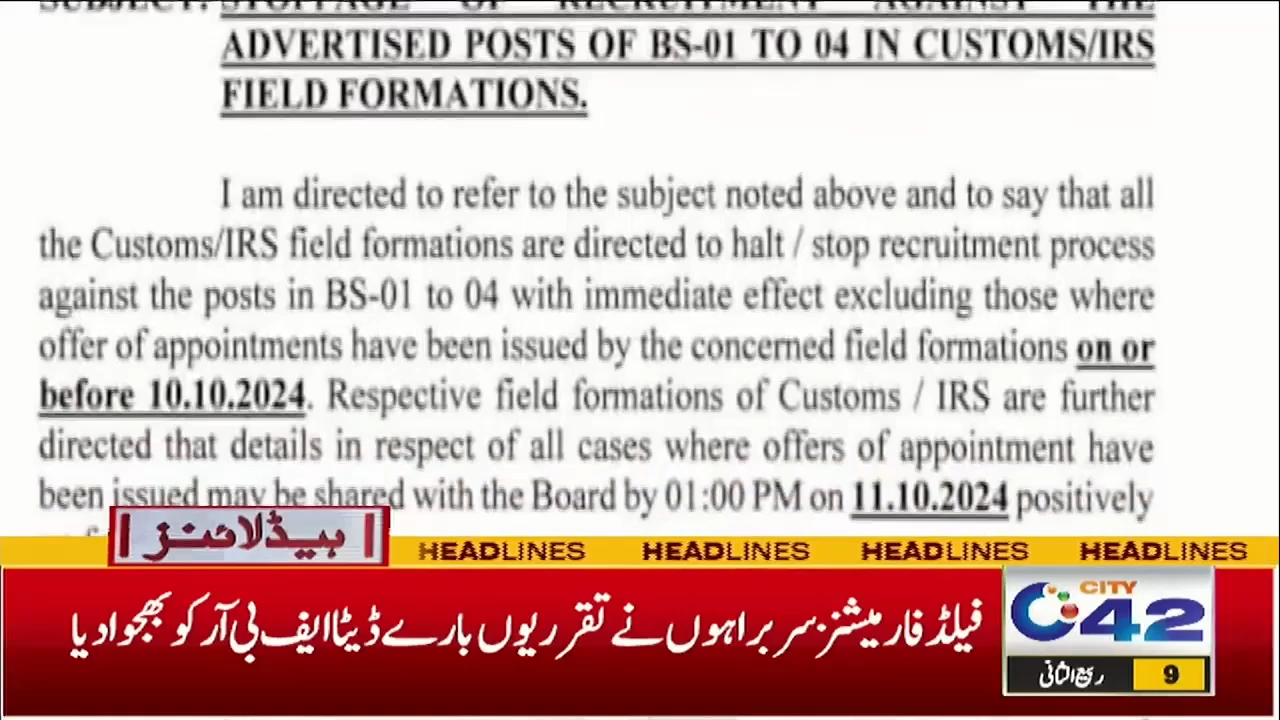 SUBJECT: STOPPAGE OF RECRUITMENT AGAINST THE
ADVERTISED POSTS OF BS-01 TO 04 IN CUSTOMS/IRS
FIELD FORMATIONS.
I am directed to refer to the subject noted above and to say that all
the Customs/IRS field formations are directed to halt / stop recruitment process
against the posts in BS-01 to 04 with immediate effect excluding those where
offer of appointments have been issued by the concerned field formations on or
before 10.10.2024. Respective field formations of Customs / IRS are further
directed that details in respect of all cases where offers of appointment have
been issued may be shared with the Board by 01:00 PM on 11.10.2024 positively
ہیڈلائنز
HEADLINES HEADLINES HEADLINES HEADLINES
فیلڈ فارمیشنز سربراہوں نے تقرریوں بارے ڈیٹا ایف بی آر کو بھجوا دیا
CITY
42
9 ربیع الثانی